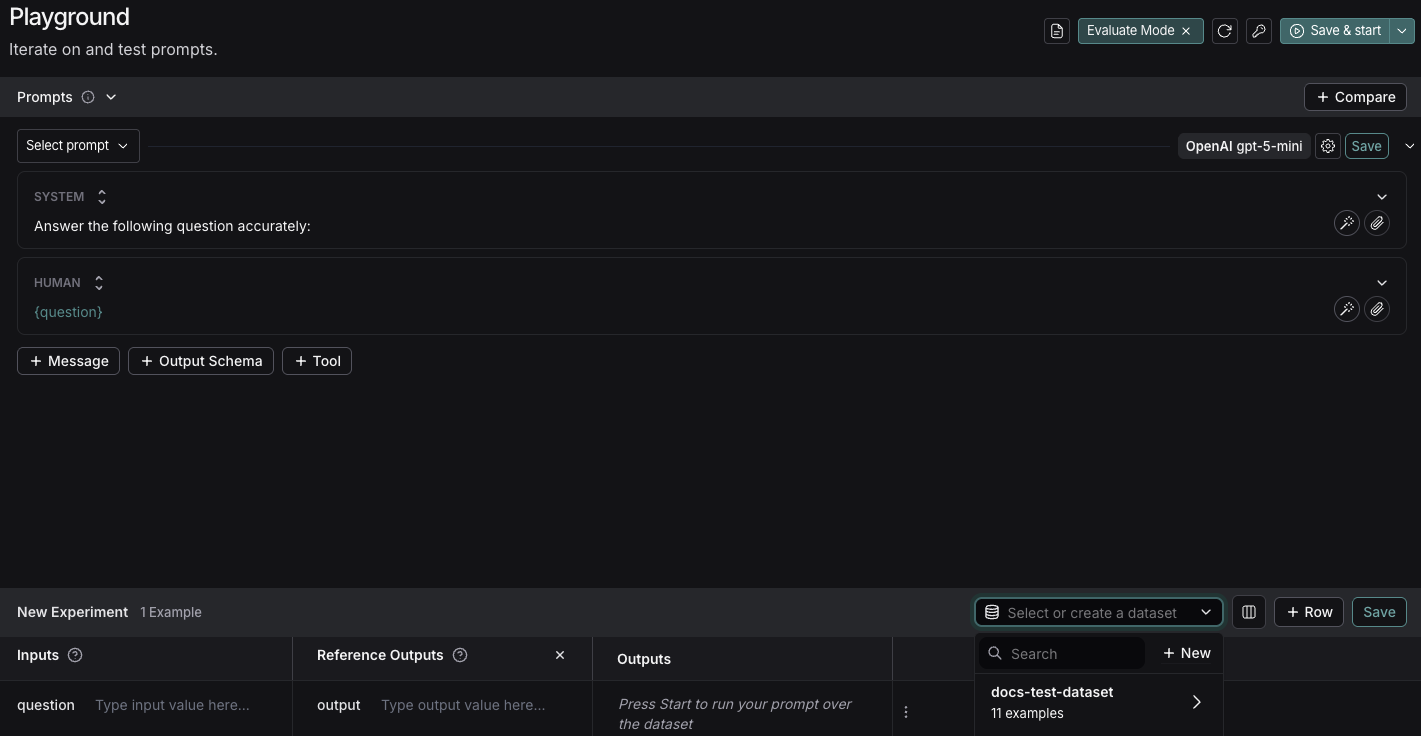 Playground
Iterate on and test prompts.
Evaluate Mode
Save & start
Prompts
Compare
Select prompt
OpenAI gpt-5-mini
Save
SYSTEM
Answer the following question accurately:
HUMAN
{question}
+ Message
+ Output Schema
+ Tool
New Experiment 1 Example
Select or create a dataset
+ Row
Save
Inputs
Reference Outputs
Outputs
Search
+ New
question
Type input value here...
output
Type output value here...
Press Start to run your prompt over
the dataset
docs-test-dataset
11 examples